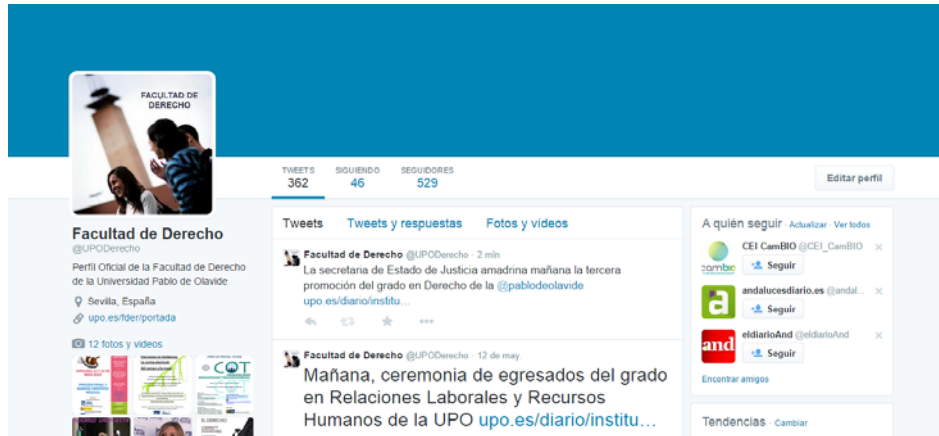 FACULTAD DE
DERECHO
TWEETS
362
SIGUIENDO
46
SEGUIDORES
529
Editar perfil
Facultad de Derecho
@UPODerecho
Perfil Oficial de la Facultad de Derecho
de la Universidad Pablo de Olavide
Sevilla, España
upo.es/fder/portada
12 fotos y vídeos
CQT
Tweets Tweets y respuestas Fotos y vídeos
Facultad de Derecho @UPODerecho · 2 min
La secretaria de Estado de Justicia amadrina mañana la tercera
promoción del grado en Derecho de la @pablodeolavide
upo.es/diario/institu…
Facultad de Derecho @UPODerecho · 12 de may.
Mañana, ceremonia de egresados del grado
en Relaciones Laborales y Recursos
Humanos de la UPO upo.es/diario/institu…
A quién seguir · Actualizar · Ver todos
CEI CamBIO @CEI_CamBIO
cambio
Seguir
andalucesdiario.es @andal...
a
Seguir
eldiarioAnd @eldiarioAnd
and
Seguir
Encontrar amigos
Tendencias · Cambiar